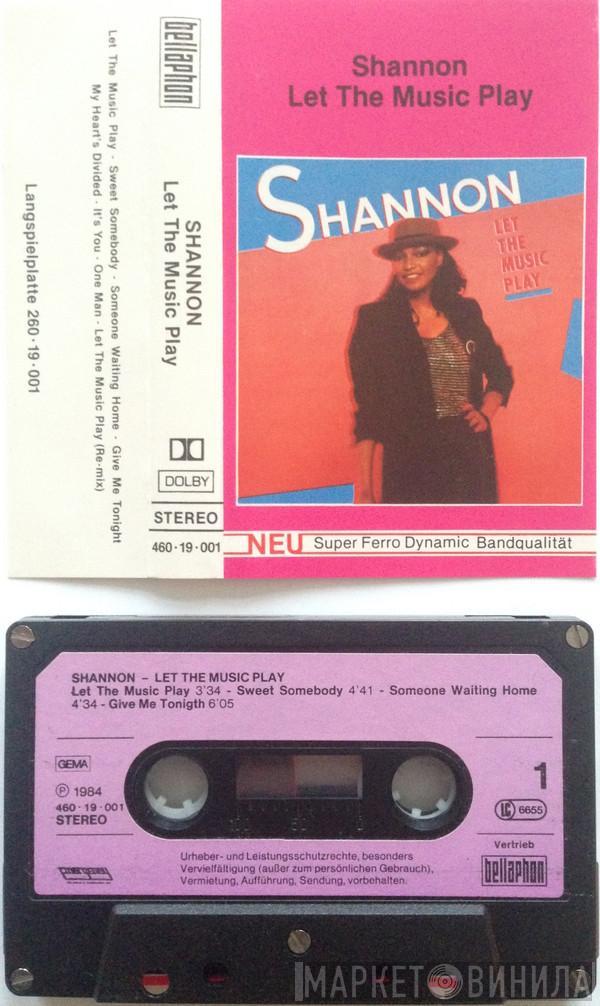 bellaphon
Let The Music Play - Sweet Somebody - Someone Waiting Home - Give Me Tonight
My Heart's Divided - It's You - One Man - Let The Music Play (Re-mix)
Langspielplatte 260·19·001
SHANNON
Let The Music Play
DOLBY
STEREO
460·19·001
Shannon
Let The Music Play
SHANNON
LET
THE
MUSIC
PLAY
NEU Super Ferro Dynamic Bandqualität
SHANNON – LET THE MUSIC PLAY
Let The Music Play 3'34 - Sweet Somebody 4'41 - Someone Waiting Home
4'34 - Give Me Tonigth 6'05
GEMA
℗ 1984
460·19·001
STEREO
1
LC 6655
Vertrieb
bellaphon
Urheber- und Leistungsschutzrechte, besonders
Vervielfältigung (außer zum persönlichen Gebrauch),
Vermietung, Aufführung, Sendung, vorbehalten.
МАРКЕТ ВИНИЛА